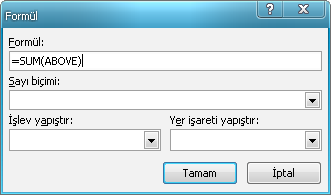 Formül
Formül:
=SUM(ABOVE)
Sayı biçimi:
İşlev yapıştır: Yer işareti yapıştır:
Tamam İptal